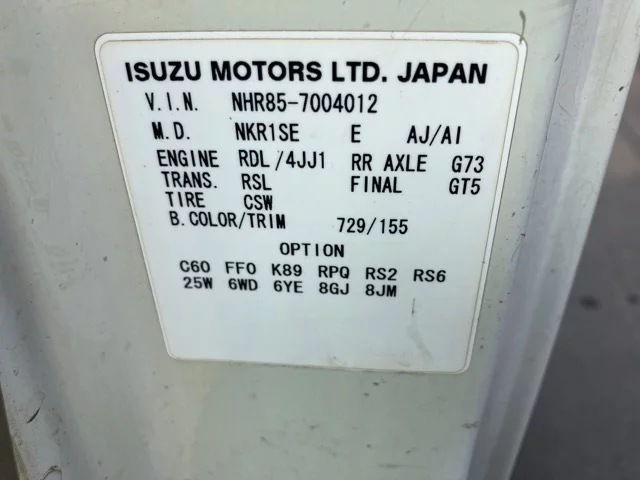 ISUZU MOTORS LTD. JAPAN
V.I.N. NHR85-7004012
M.D. NKR1SE E AJ/AI
ENGINE RDL/4JJ1 RR AXLE G73
TRANS. RSL FINAL GT5
TIRE CSW
B.COLOR/TRIM 729/155
OPTION
C60 FF0 K89 RPQ RS2 RS6
25W 6WD 6YE 8GJ 8JM